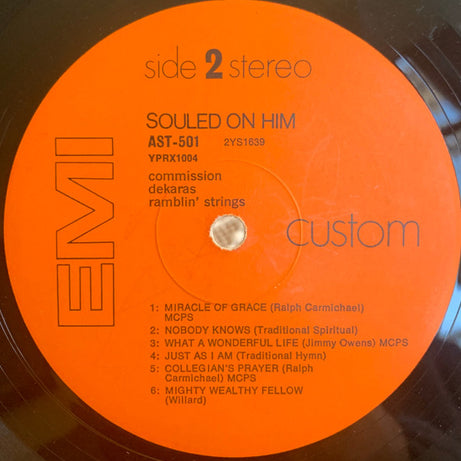 side 2 stereo
SOULED ON HIM
AST-501 2YS1639
YPRX1004
commission
dekaras
ramblin' strings
EMI
custom
1: MIRACLE OF GRACE (Ralph Carmichael)
MCPS
2: NOBODY KNOWS (Traditional Spiritual)
3: WHAT A WONDERFUL LIFE (Jimmy Owens) MCPS
4: JUST AS I AM (Traditional Hymn)
5: COLLEGIAN'S PRAYER (Ralph
Carmichael) MCPS
6: MIGHTY WEALTHY FELLOW
(Willard)